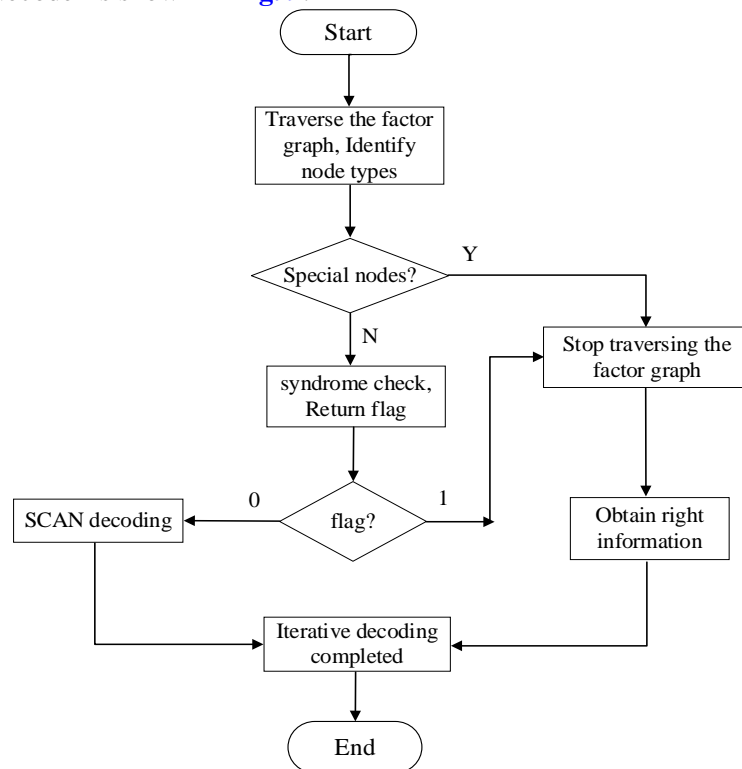 Start
Traverse the factor
graph, Identify
node types
Special nodes?
Y
N
Stop traversing the
factor graph
syndrome check,
Return flag
0
flag?
1
SCAN decoding
Obtain right
information
Iterative decoding
completed
End